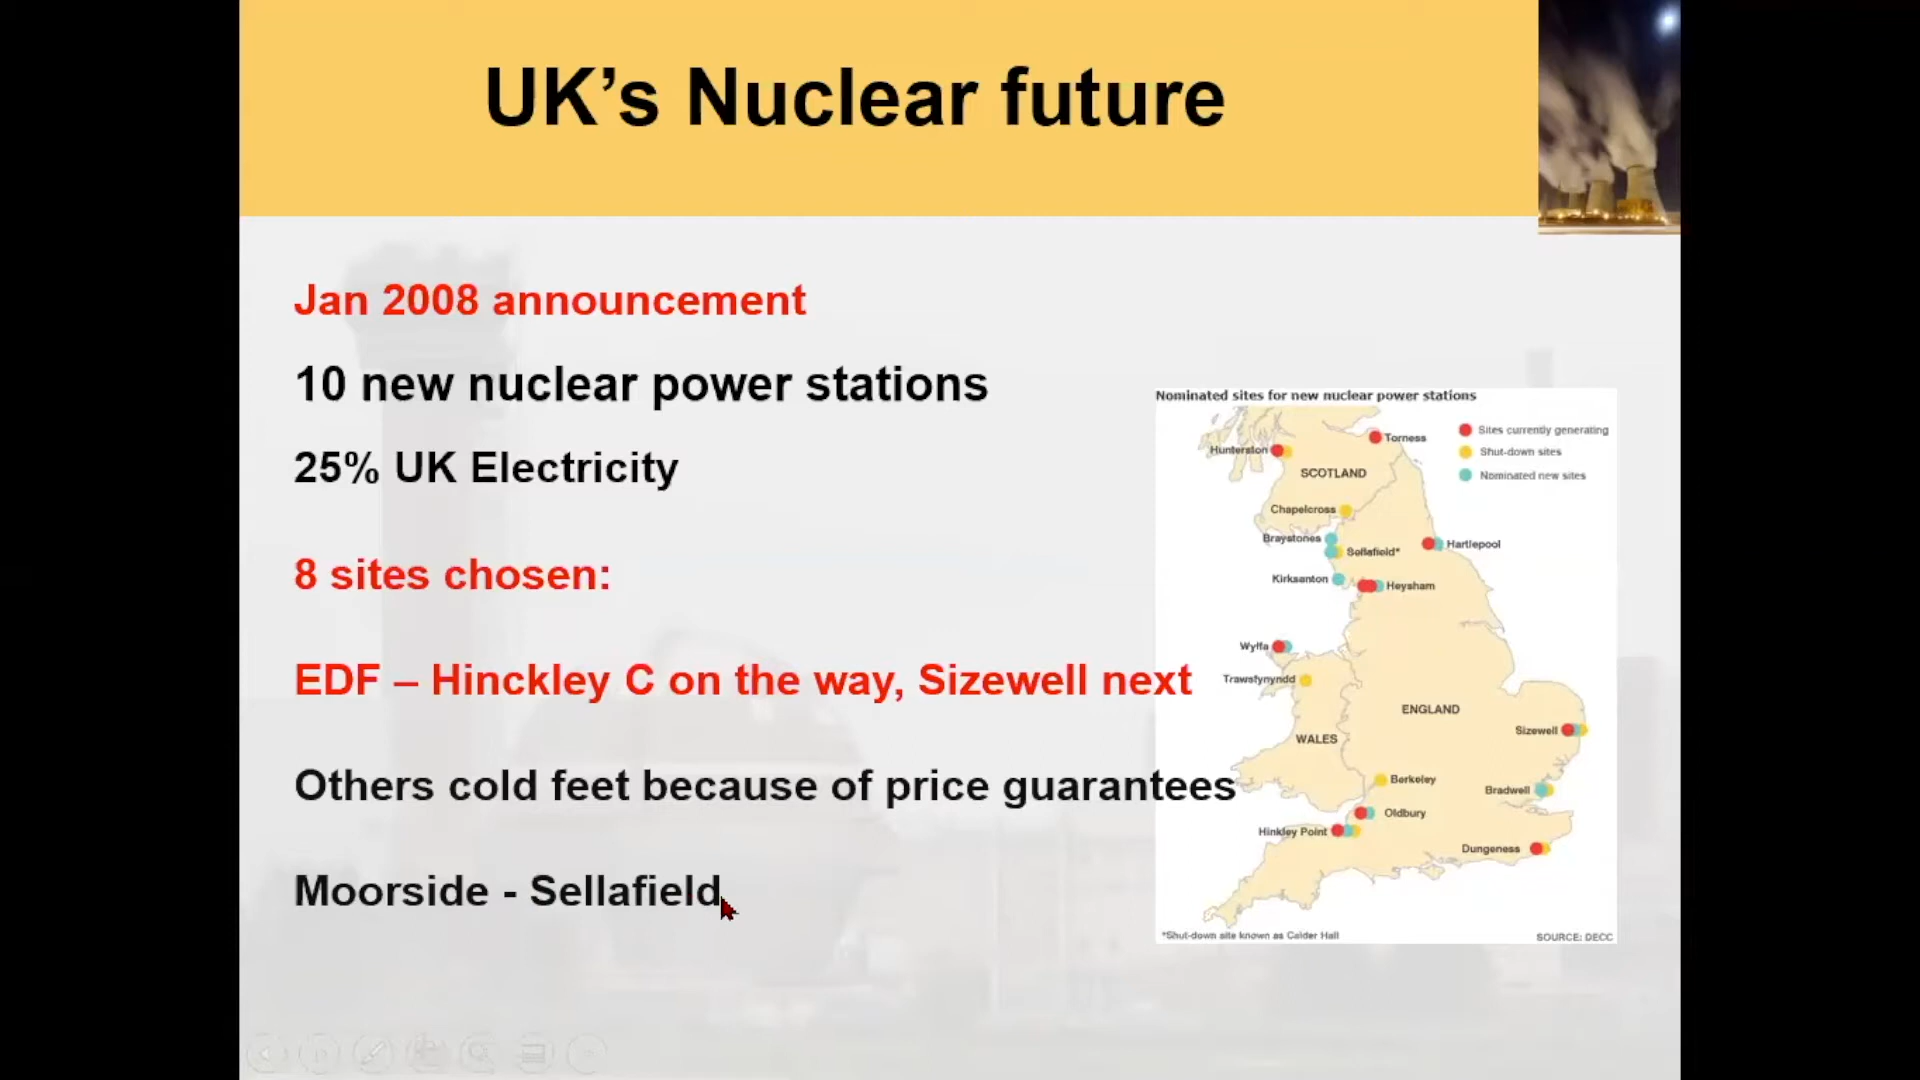 UK's Nuclear future
Jan 2008 announcement
10 new nuclear power stations
25% UK Electricity
8 sites chosen:
EDF – Hinckley C on the way, Sizewell next
Others cold feet because of price guarantees
Moorside - Sellafield
Nominated sites for new nuclear power stations
Sites currently generating
Shut-down sites
Nominated new sites
Torness
Hunterston
SCOTLAND
Chapelcross
Braystones
Sellafield*
Hartlepool
Kirksanton
Heysham
Wylfa
Trawsfynyndd
ENGLAND
Sizewell
WALES
Berkeley
Bradwell
Oldbury
Hinkley Point
Dungeness
*Shut-down site known as Calder Hall
SOURCE: DECC